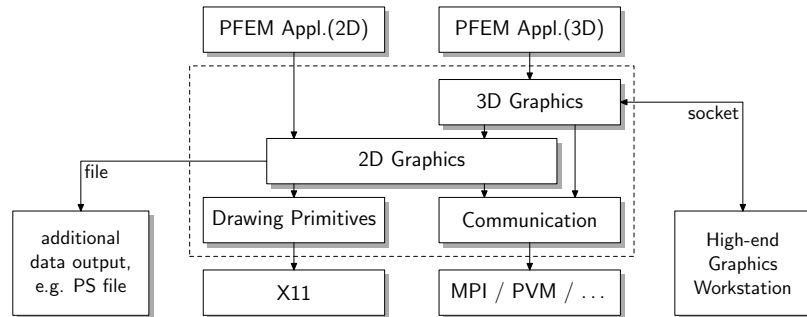 PFEM Appl.(2D)
PFEM Appl.(3D)
3D Graphics
socket
2D Graphics
file
Drawing Primitives
Communication
additional
data output,
e.g. PS file
High-end
Graphics
Workstation
X11
MPI / PVM / ...